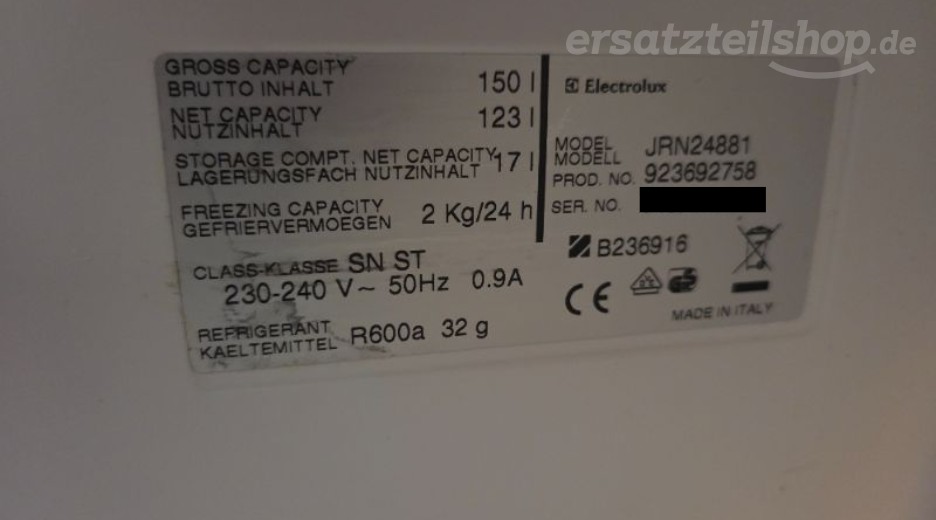 ersatzteilshop.de
GROSS CAPACITY
BRUTTO INHALT 150 l
NET CAPACITY
NUTZINHALT 123 l
STORAGE COMPT. NET CAPACITY
LAGERUNGSFACH NUTZINHALT 17 l
FREEZING CAPACITY
GEFRIERVERMOEGEN 2 Kg/24 h
CLASS-KLASSE SN ST
230-240 V~ 50Hz 0.9A
REFRIGERANT
KAELTEMITTEL R600a 32 g
Electrolux
MODEL
MODELL JRN24881
PROD. NO. 923692758
SER. NO.
B236916
CE
MADE IN ITALY